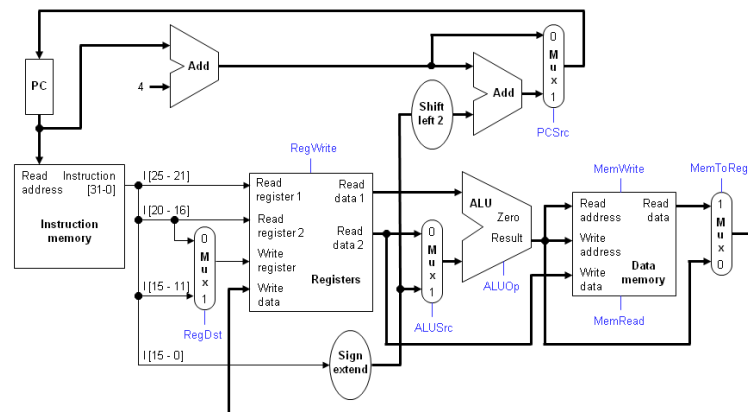 0
M
u
x
1
Add
PC
4
Add
Shift
left 2
PCSrc
RegWrite
MemWrite
MemToReg
Read
address
Instruction
[31-0]
Instruction
memory
I [25 - 21]
I [20 - 16]
I [15 - 11]
I [15 - 0]
0
M
u
x
1
RegDst
Read
register 1
Read
data 1
Read
register 2
Read
data 2
Write
register
Registers
Write
data
Sign
extend
0
M
u
x
1
ALUSrc
ALU
Zero
Result
ALUOp
Read
address
Read
data
Write
address
Write
data
Data
memory
MemRead
1
M
u
x
0